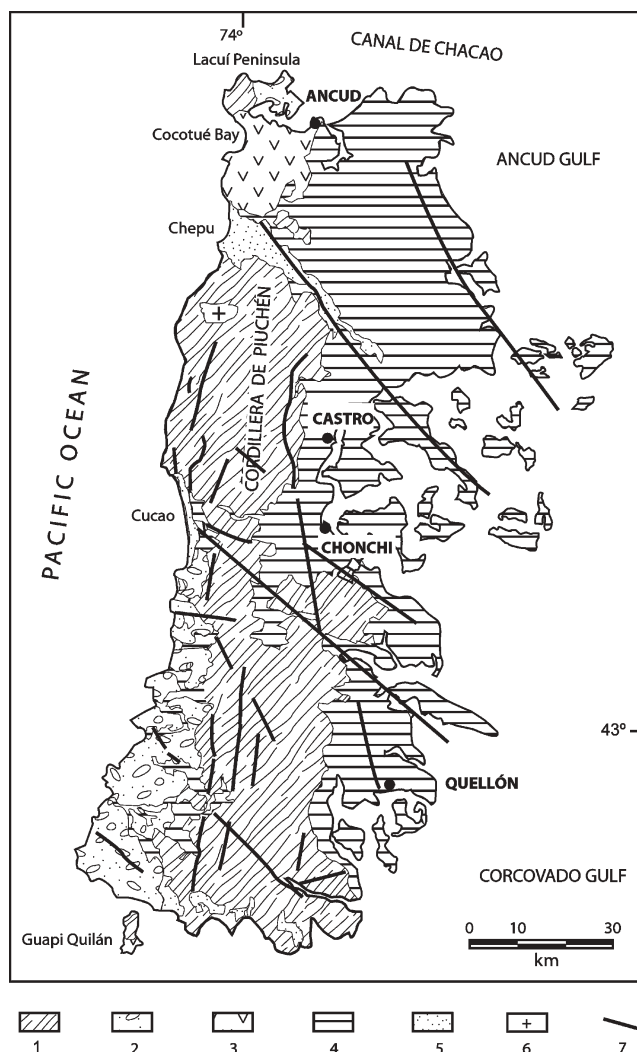 74º
CANAL DE CHACAO
Lacuí Peninsula
ANCUD
Cocotué Bay
ANCUD GULF
Chepu
CORDILLERA DE PIUCHÉN
PACIFIC OCEAN
CASTRO
Cucao
CHONCHI
43º
QUELLÓN
CORCOVADO GULF
Guapi Quilán
0 10 20 30
km
1 2 3 4 5 6 7